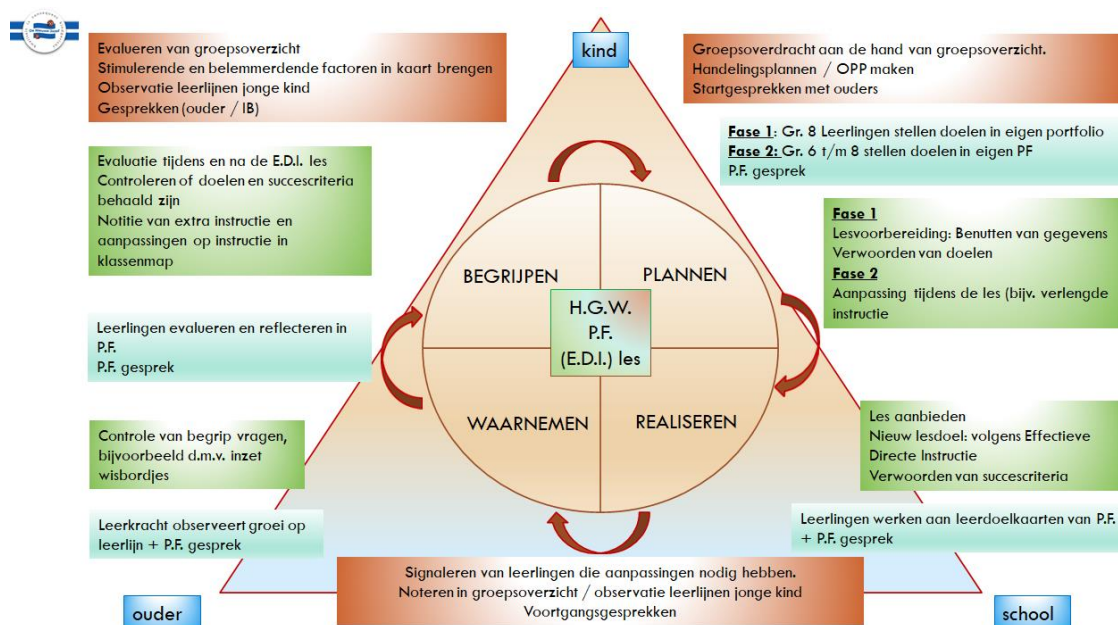 kind
Evalueren van groepsoverzicht
Stimulerende en belemmerende factoren in kaart brengen
Observatie leerlijnen jonge kind
Gesprekken (ouder / IB)
Groepsoverdracht aan de hand van groepsoverzicht.
Handelingsplannen / OPP maken
Startgesprekken met ouders
Fase 1: Gr. 8 Leerlingen stellen doelen in eigen portfolio
Fase 2: Gr. 6 t/m 8 stellen doelen in eigen PF
P.F. gesprek
Evaluatie tijdens en na de E.D.I. les
Controleren of doelen en succescriteria
behaald zijn
Notitie van extra instructie en
aanpassingen op instructie in
klassenmap
Fase 1
Lesvoorbereiding: Benutten van gegevens
Verwoorden van doelen
Fase 2
Aanpassing tijdens de les (bijv. verlengde
instructie
BEGRIJPEN
PLANNEN
H.G.W.
P.F.
(E.D.I.) les
WAARNEMEN
REALISEREN
Leerlingen evalueren en reflecteren in
P.F.
P.F. gesprek
Controle van begrip vragen,
bijvoorbeeld d.m.v. inzet
wisbordjes
Les aanbieden
Nieuw lesdoel: volgens Effectieve
Directe Instructie
Verwoorden van succescriteria
Leerkracht observeert groei op
leerlijn + P.F. gesprek
Leerlingen werken aan leerdoelkaarten van P.F.
+ P.F. gesprek
Signaleren van leerlingen die aanpassingen nodig hebben.
Noteren in groepsoverzicht / observatie leerlijnen jonge kind
Voortgangsgesprekken
ouder
school